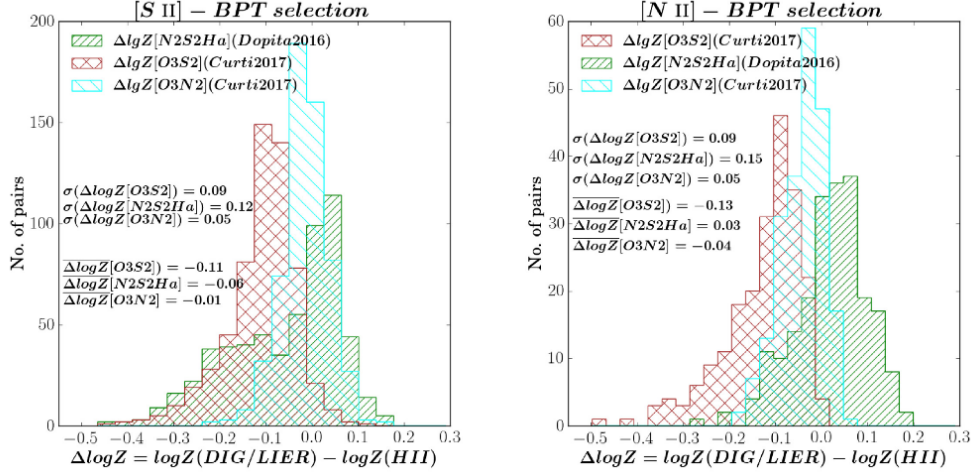 [S II] − BPT selection
ΔlgZ[N2S2Ha](Dopita2016)
ΔlgZ[O3S2](Curti2017)
ΔlgZ[O3N2](Curti2017)
σ(ΔlogZ[O3S2]) = 0.09
σ(ΔlogZ[N2S2Ha]) = 0.12
σ(ΔlogZ[O3N2]) = 0.05
ΔlogZ[O3S2]) = −0.11
ΔlogZ[N2S2Ha] = −0.06
ΔlogZ[O3N2] = −0.01
No. of pairs
200
150
100
50
0
−0.5 −0.4 −0.3 −0.2 −0.1 0.0 0.1 0.2 0.3
ΔlogZ = logZ(DIG/LIER) − logZ(HII)
[N II] − BPT selection
ΔlgZ[O3S2](Curti2017)
ΔlgZ[N2S2Ha](Dopita2016)
ΔlgZ[O3N2](Curti2017)
σ(ΔlogZ[O3S2]) = 0.09
σ(ΔlogZ[N2S2Ha]) = 0.15
σ(ΔlogZ[O3N2]) = 0.05
ΔlogZ[O3S2]) = −0.13
ΔlogZ[N2S2Ha] = 0.03
ΔlogZ[O3N2] = −0.04
No. of pairs
60
50
40
30
20
10
0
−0.5 −0.4 −0.3 −0.2 −0.1 0.0 0.1 0.2 0.3
ΔlogZ = logZ(DIG/LIER) − logZ(HII)